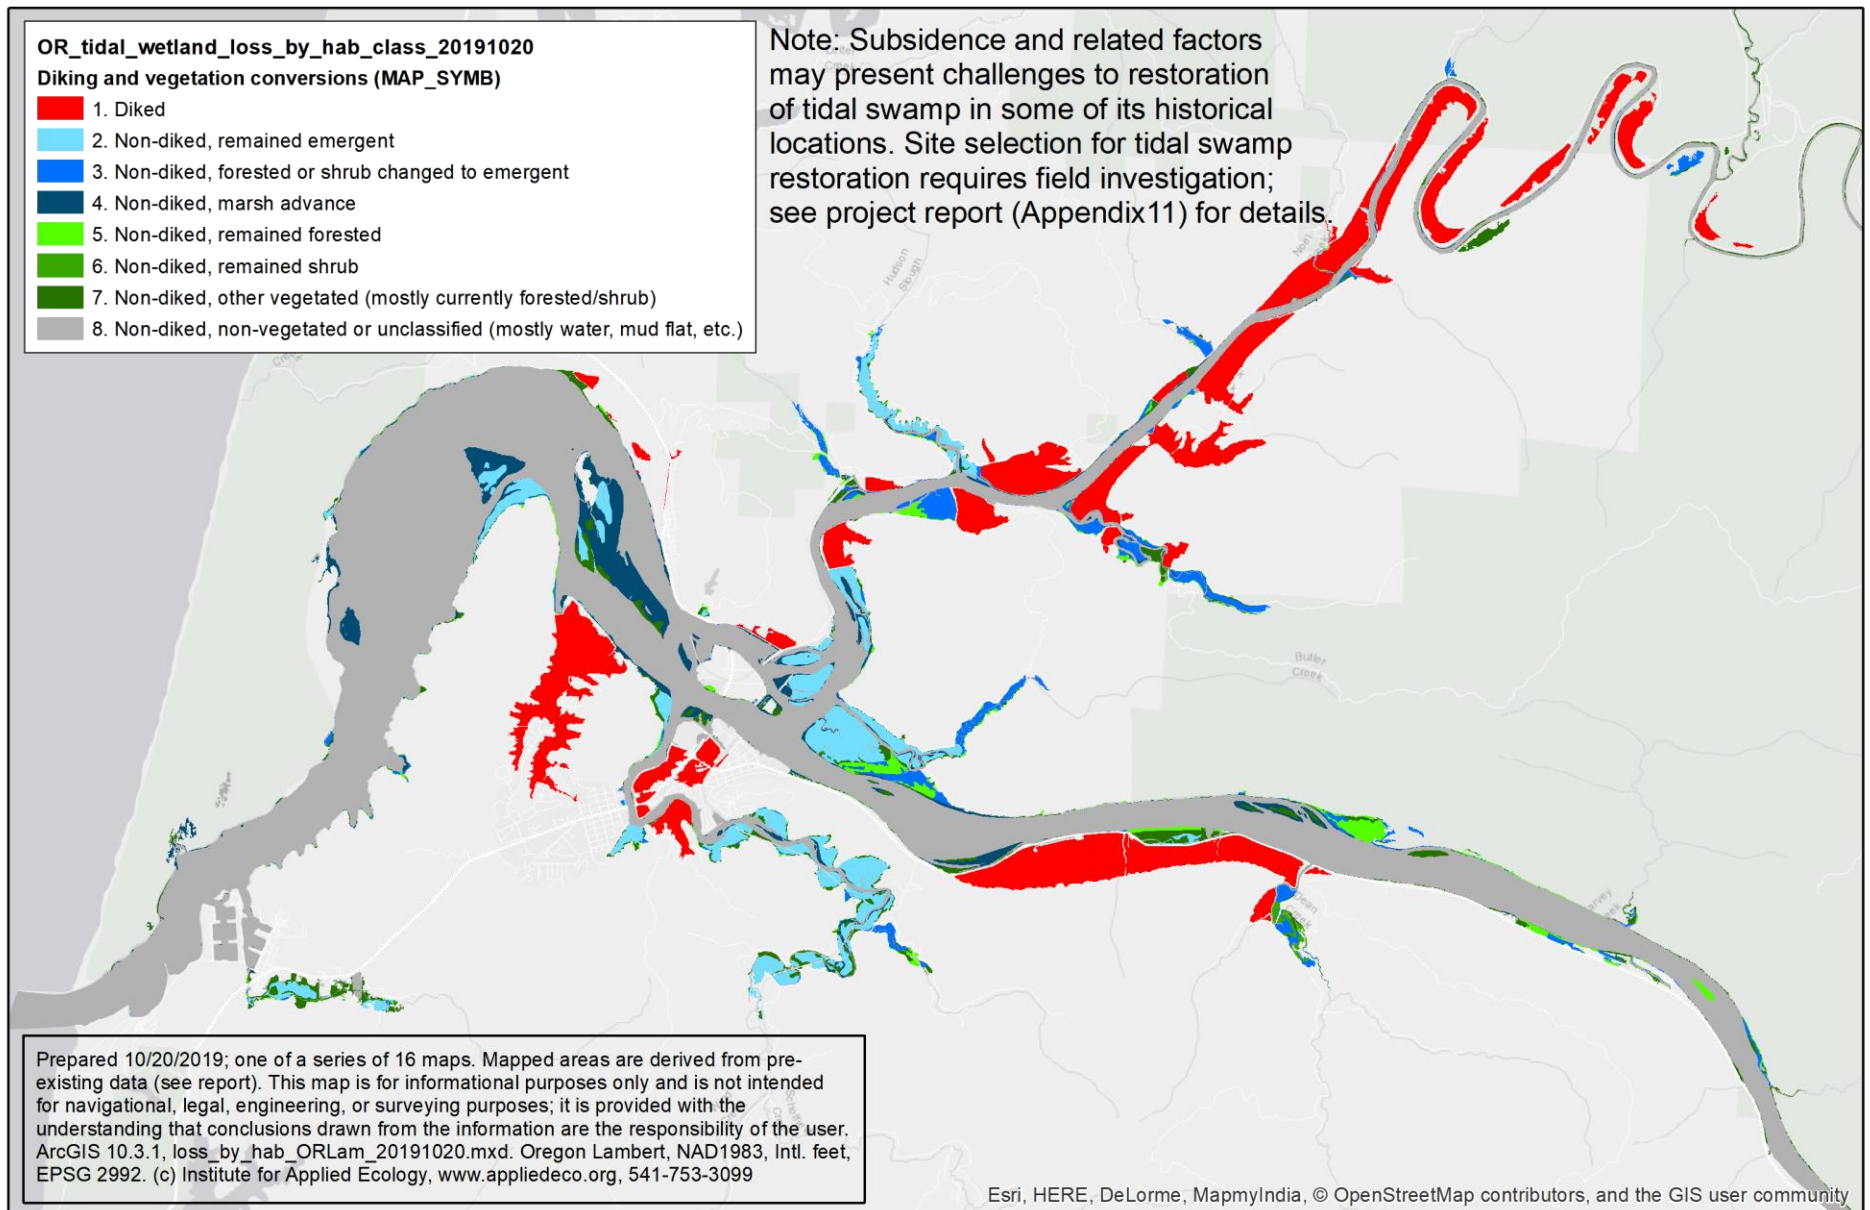 OR_tidal_wetland_loss_by_hab_class_20191020
Diking and vegetation conversions (MAP_SYMB)
1. Diked
2. Non-diked, remained emergent
3. Non-diked, forested or shrub changed to emergent
4. Non-diked, marsh advance
5. Non-diked, remained forested
6. Non-diked, remained shrub
7. Non-diked, other vegetated (mostly currently forested/shrub)
8. Non-diked, non-vegetated or unclassified (mostly water, mud flat, etc.)
Note: Subsidence and related factors
may present challenges to restoration
of tidal swamp in some of its historical
locations. Site selection for tidal swamp
restoration requires field investigation;
see project report (Appendix11) for details.
Hudson
Slough
Noel
Butler
Creek
Dean
Creek
Prepared 10/20/2019; one of a series of 16 maps. Mapped areas are derived from pre-
existing data (see report). This map is for informational purposes only and is not intended
for navigational, legal, engineering, or surveying purposes; it is provided with the
understanding that conclusions drawn from the information are the responsibility of the user.
ArcGIS 10.3.1, loss_by_hab_ORLam_20191020.mxd. Oregon Lambert, NAD1983, Intl. feet,
EPSG 2992. (c) Institute for Applied Ecology, www.appliedeco.org, 541-753-3099
Esri, HERE, DeLorme, MapmyIndia, © OpenStreetMap contributors, and the GIS user community